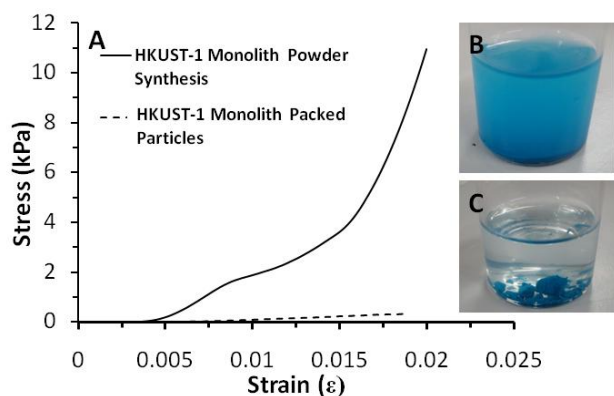 A
HKUST-1 Monolith Powder
Synthesis
HKUST-1 Monolith Packed
Particles
B
C
Stress (kPa)
12
10
8
6
4
2
0
0
0.005
0.01
0.015
0.02
0.025
Strain (ε)